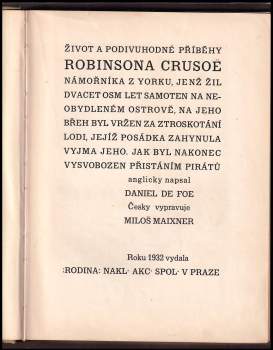 ŽIVOT A PODIVUHODNÉ PŘÍBĚHY
ROBINSONA CRUSOË
NÁMOŘNÍKA Z YORKU, JENŽ ŽIL
DVACET OSM LET SAMOTEN NA NE-
OBYDLENÉM OSTROVĚ, NA JEHO
BŘEH BYL VRŽEN ZA ZTROSKOTÁNÍ
LODI, JEJÍŽ POSÁDKA ZAHYNULA
VYJMA JEHO. JAK BYL NAKONEC
VYSVOBOZEN PŘISTÁNÍM PIRÁTŮ
anglicky napsal
DANIEL DE FOE
Česky vypravuje
MILOŠ MAIXNER
Roku 1932 vydala
:RODINA: NAKL· AKC· SPOL· V PRAZE